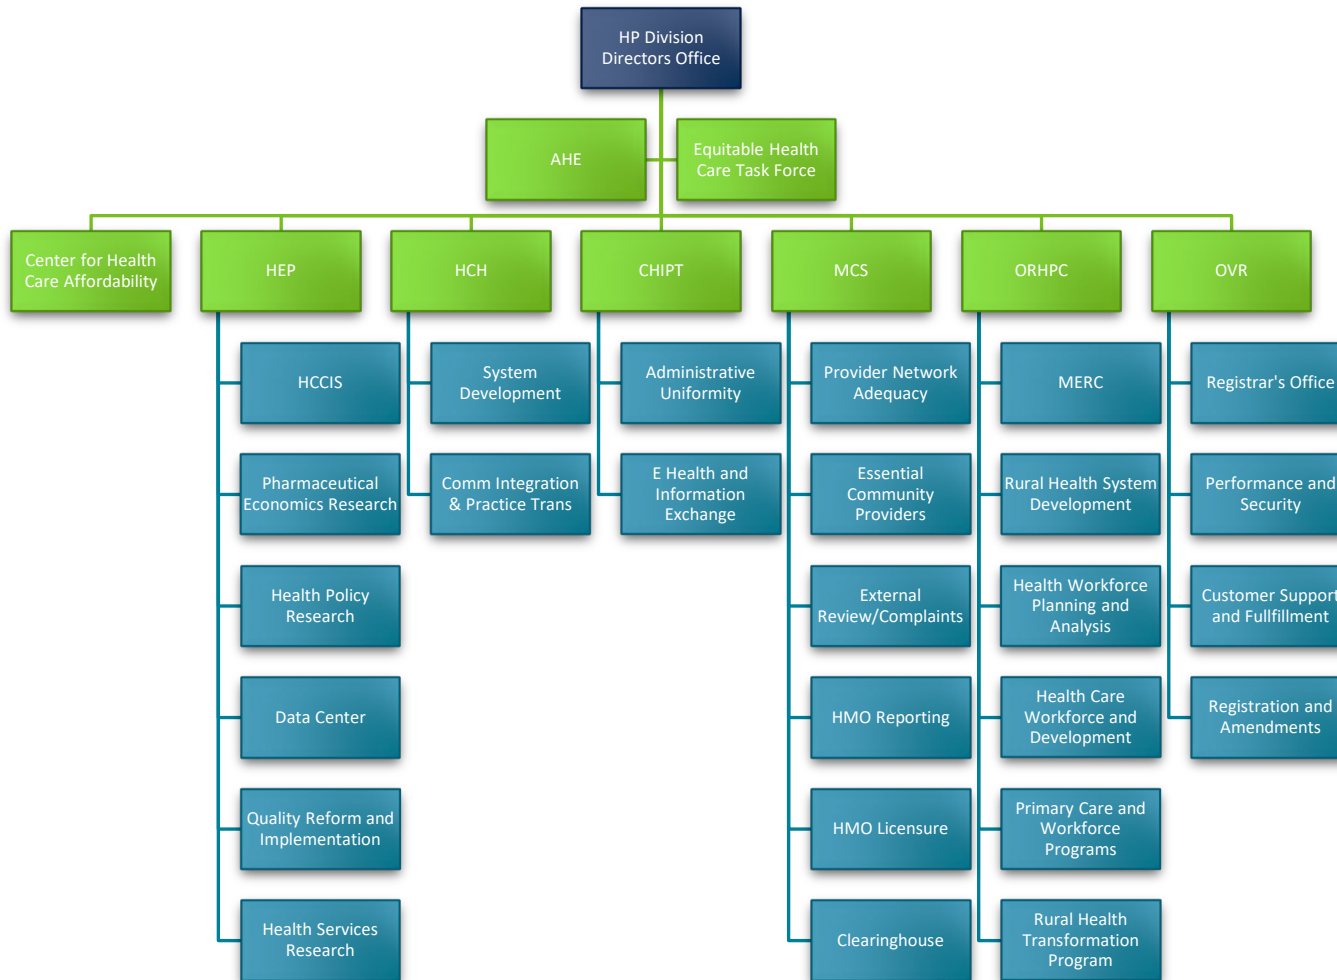 HP Division
Directors Office
AHE
Equitable Health
Care Task Force
Center for Health
Care Affordability
HEP
HCH
CHIPT
MCS
ORHPC
OVR
HCCIS
Pharmaceutical
Economics Research
Health Policy
Research
Data Center
Quality Reform and
Implementation
Health Services
Research
System
Development
Comm Integration
& Practice Trans
Administrative
Uniformity
E Health and
Information
Exchange
Provider Network
Adequacy
Essential
Community
Providers
External
Review/Complaints
HMO Reporting
HMO Licensure
Clearinghouse
MERC
Rural Health System
Development
Health Workforce
Planning and
Analysis
Health Care
Workforce and
Development
Primary Care and
Workforce
Programs
Rural Health
Transformation
Program
Registrar's Office
Performance and
Security
Customer Support
and Fullfillment
Registration and
Amendments